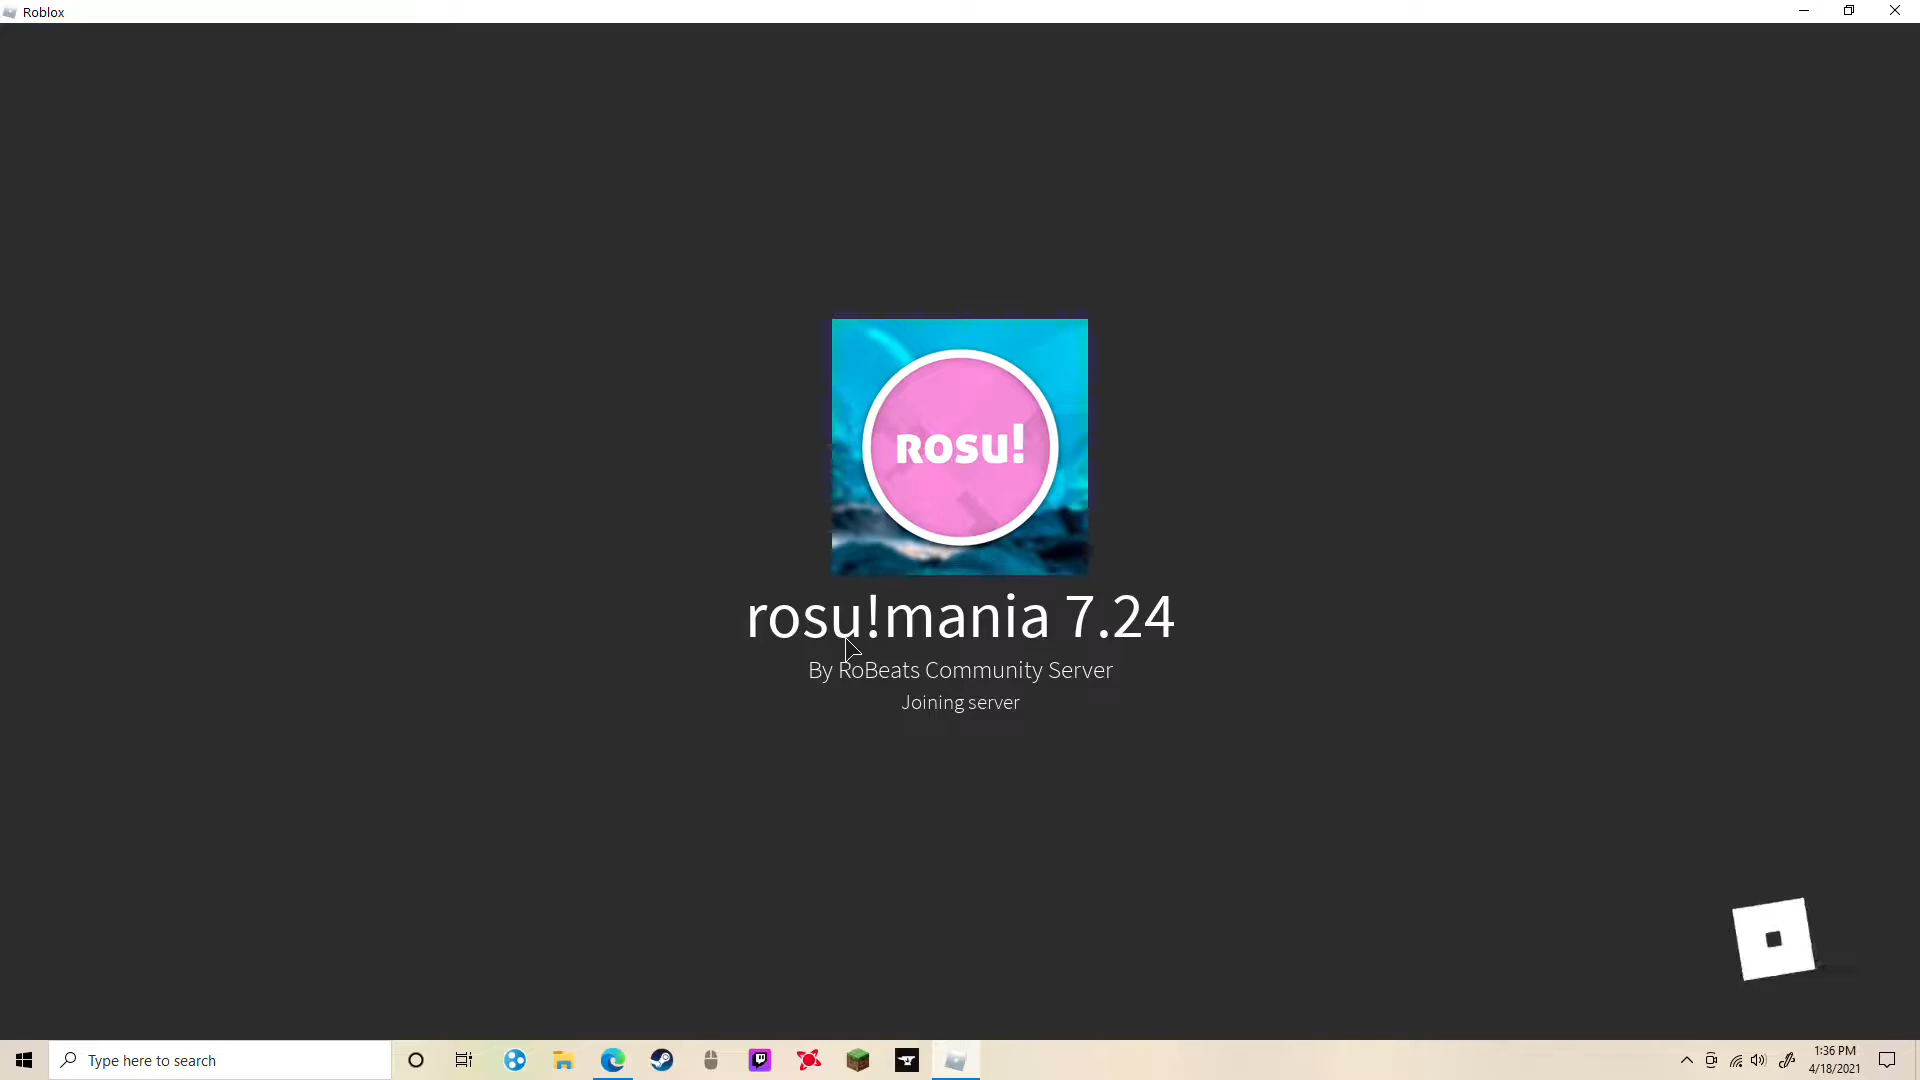 Roblox
rosu!
rosu!mania 7.24
By RoBeats Community Server
Joining server
Type here to search
1:36 PM
4/18/2021